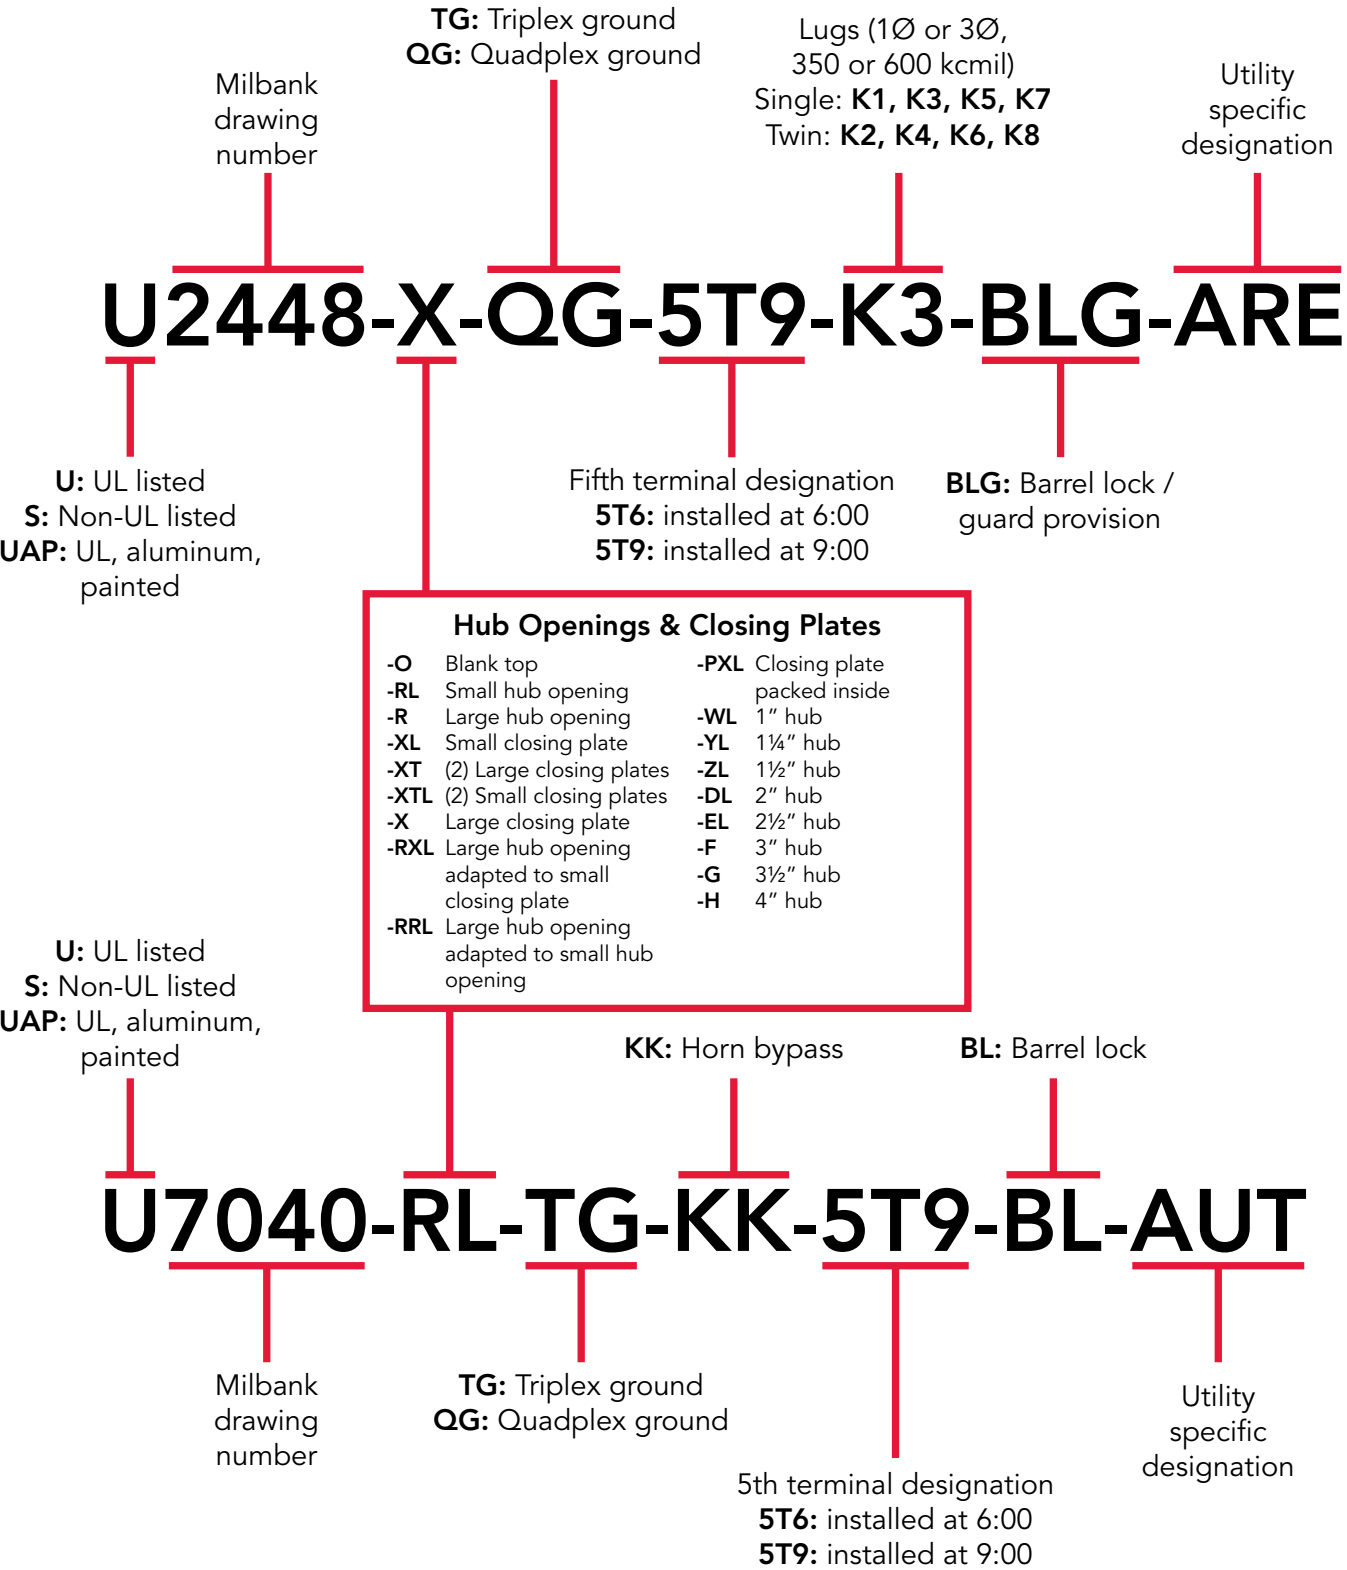 TG: Triplex ground
QG: Quadplex ground
Lugs (1Ø or 3Ø,
350 or 600 kcmil)
Single: K1, K3, K5, K7
Twin: K2, K4, K6, K8
Milbank
drawing
number
Utility
specific
designation
U2448-X-QG-5T9-K3-BLG-ARE
U: UL listed
S: Non-UL listed
UAP: UL, aluminum,
painted
Fifth terminal designation
5T6: installed at 6:00
5T9: installed at 9:00
BLG: Barrel lock /
guard provision
Hub Openings & Closing Plates
-O Blank top
-RL Small hub opening
-R Large hub opening
-XL Small closing plate
-XT (2) Large closing plates
-XTL (2) Small closing plates
-X Large closing plate
-RXL Large hub opening
adapted to small
closing plate
-RRL Large hub opening
adapted to small hub
opening
-PXL Closing plate
packed inside
-WL 1” hub
-YL 1¼” hub
-ZL 1½” hub
-DL 2” hub
-EL 2½” hub
-F 3” hub
-G 3½” hub
-H 4” hub
U: UL listed
S: Non-UL listed
UAP: UL, aluminum,
painted
KK: Horn bypass
BL: Barrel lock
U7040-RL-TG-KK-5T9-BL-AUT
Milbank
drawing
number
TG: Triplex ground
QG: Quadplex ground
5th terminal designation
5T6: installed at 6:00
5T9: installed at 9:00
Utility
specific
designation